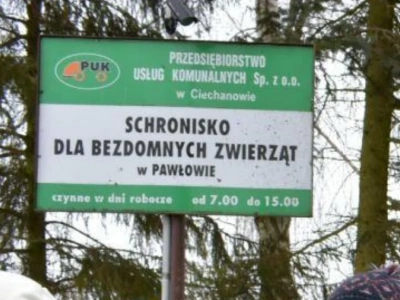 PUK
PRZEDSIĘBIORSTWO
USŁUG KOMUNALNYCH Sp. z o.o.
w Ciechanowie
SCHRONISKO
DLA BEZDOMNYCH ZWIERZĄT
w PAWŁOWIE
czynne w dni robocze od 7.00 do 15.00